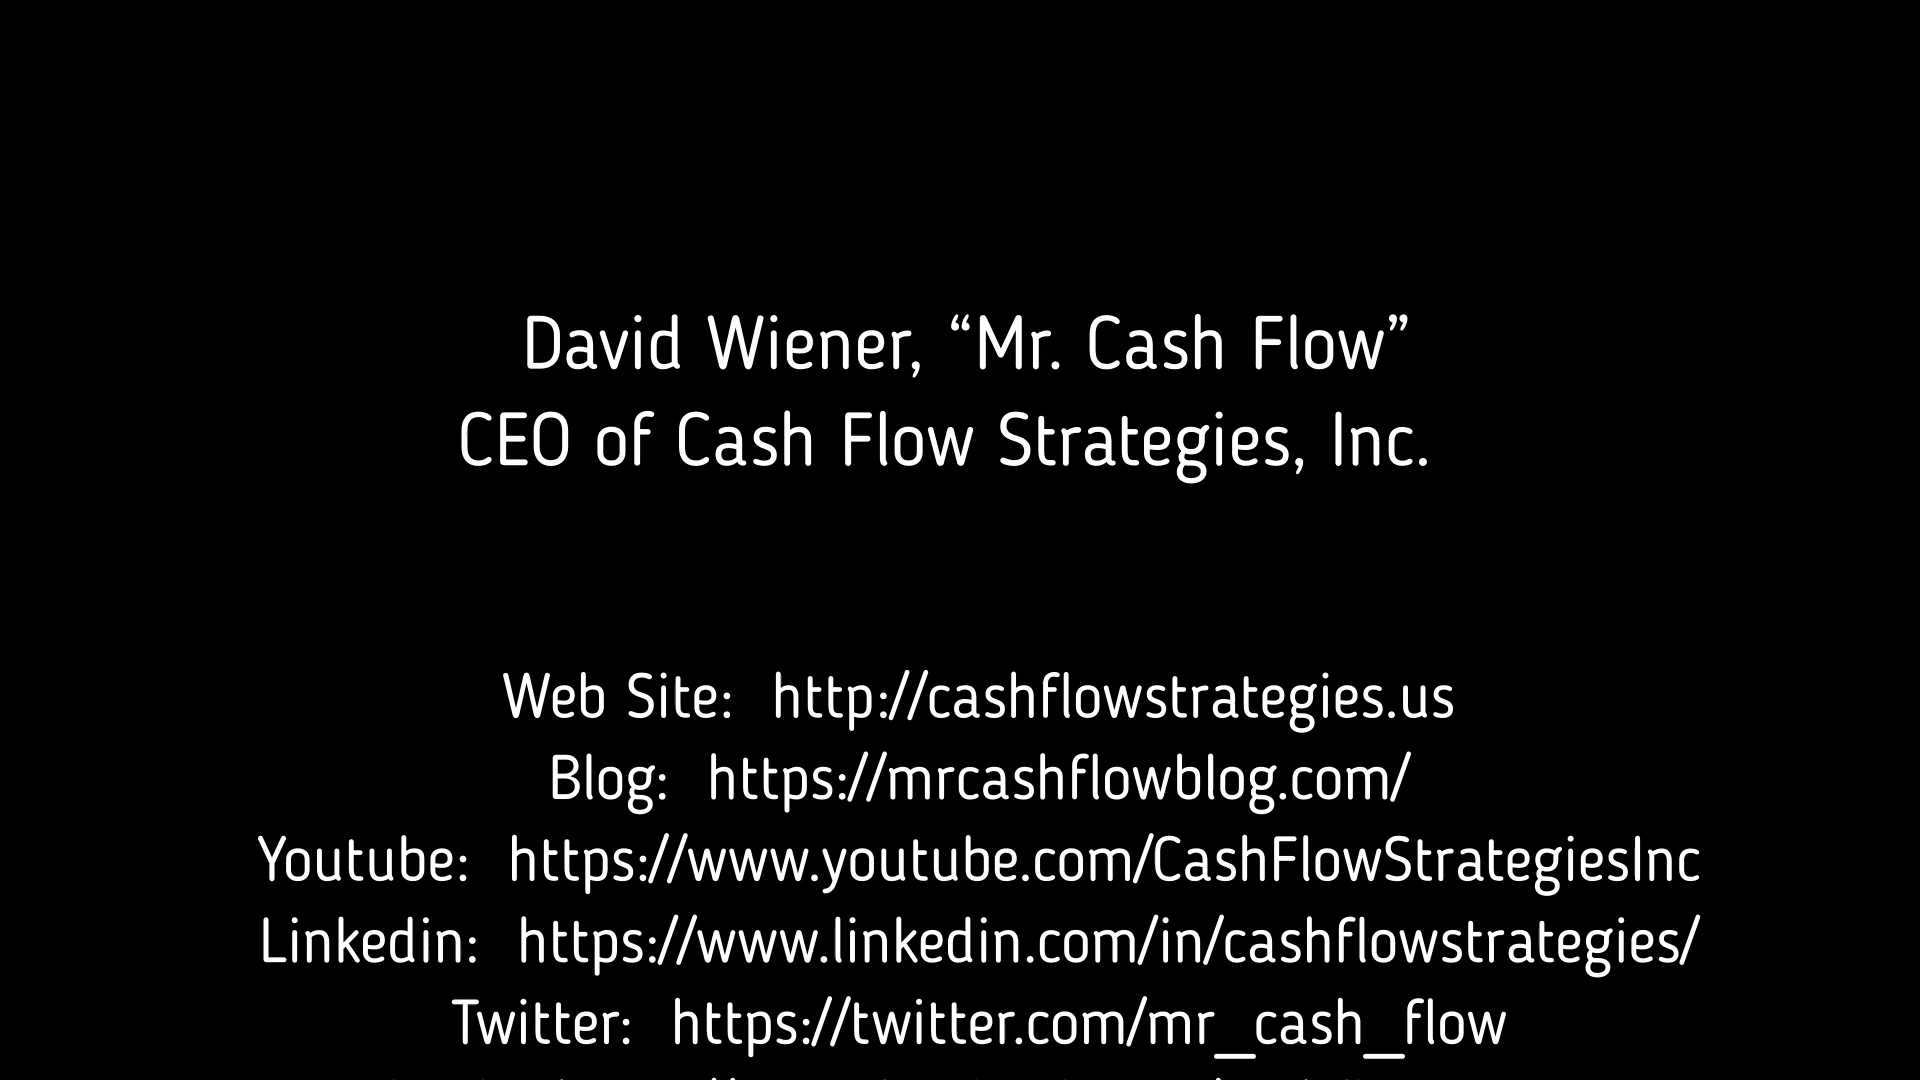 David Wiener, “Mr. Cash Flow”
CEO of Cash Flow Strategies, Inc.
Web Site: http://cashflowstrategies.us
Blog: https://mrcashflowblog.com/
Youtube: https://www.youtube.com/CashFlowStrategiesInc
Linkedin: https://www.linkedin.com/in/cashflowstrategies/
Twitter: https://twitter.com/mr_cash_flow